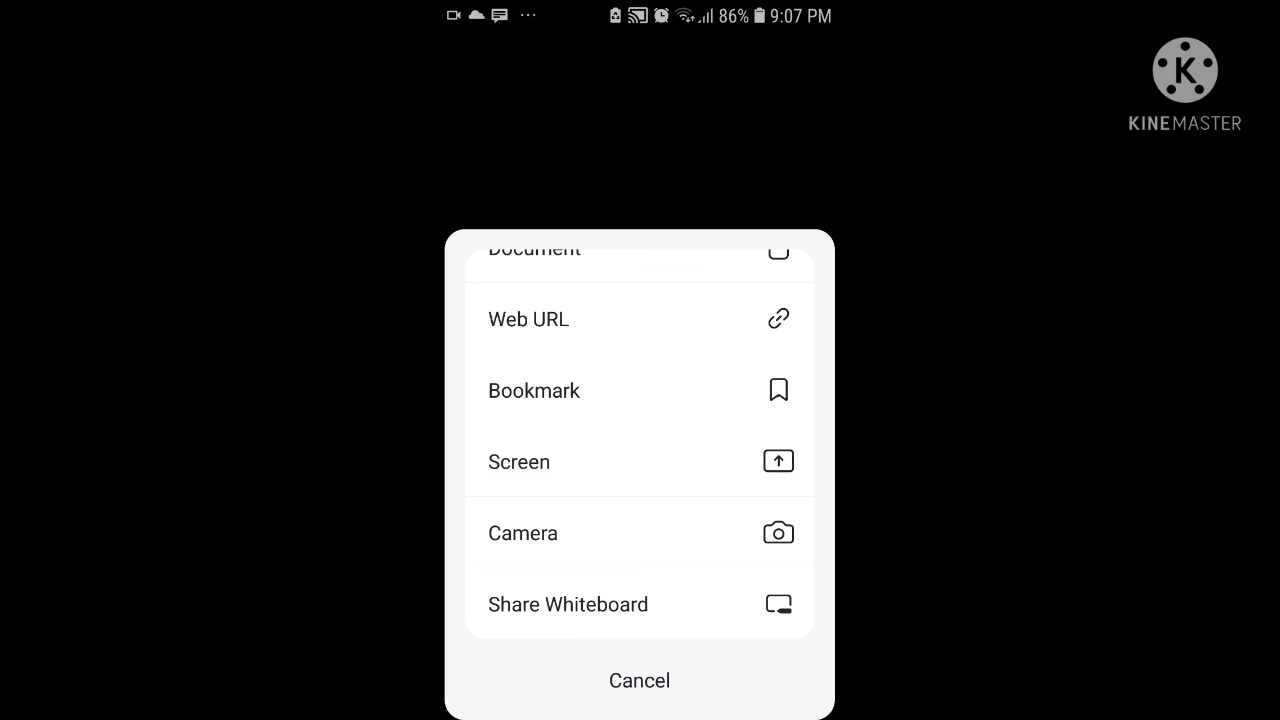 86% 9:07 PM
K
KINEMASTER
Document
Web URL
Bookmark
Screen
Camera
Share Whiteboard
Cancel